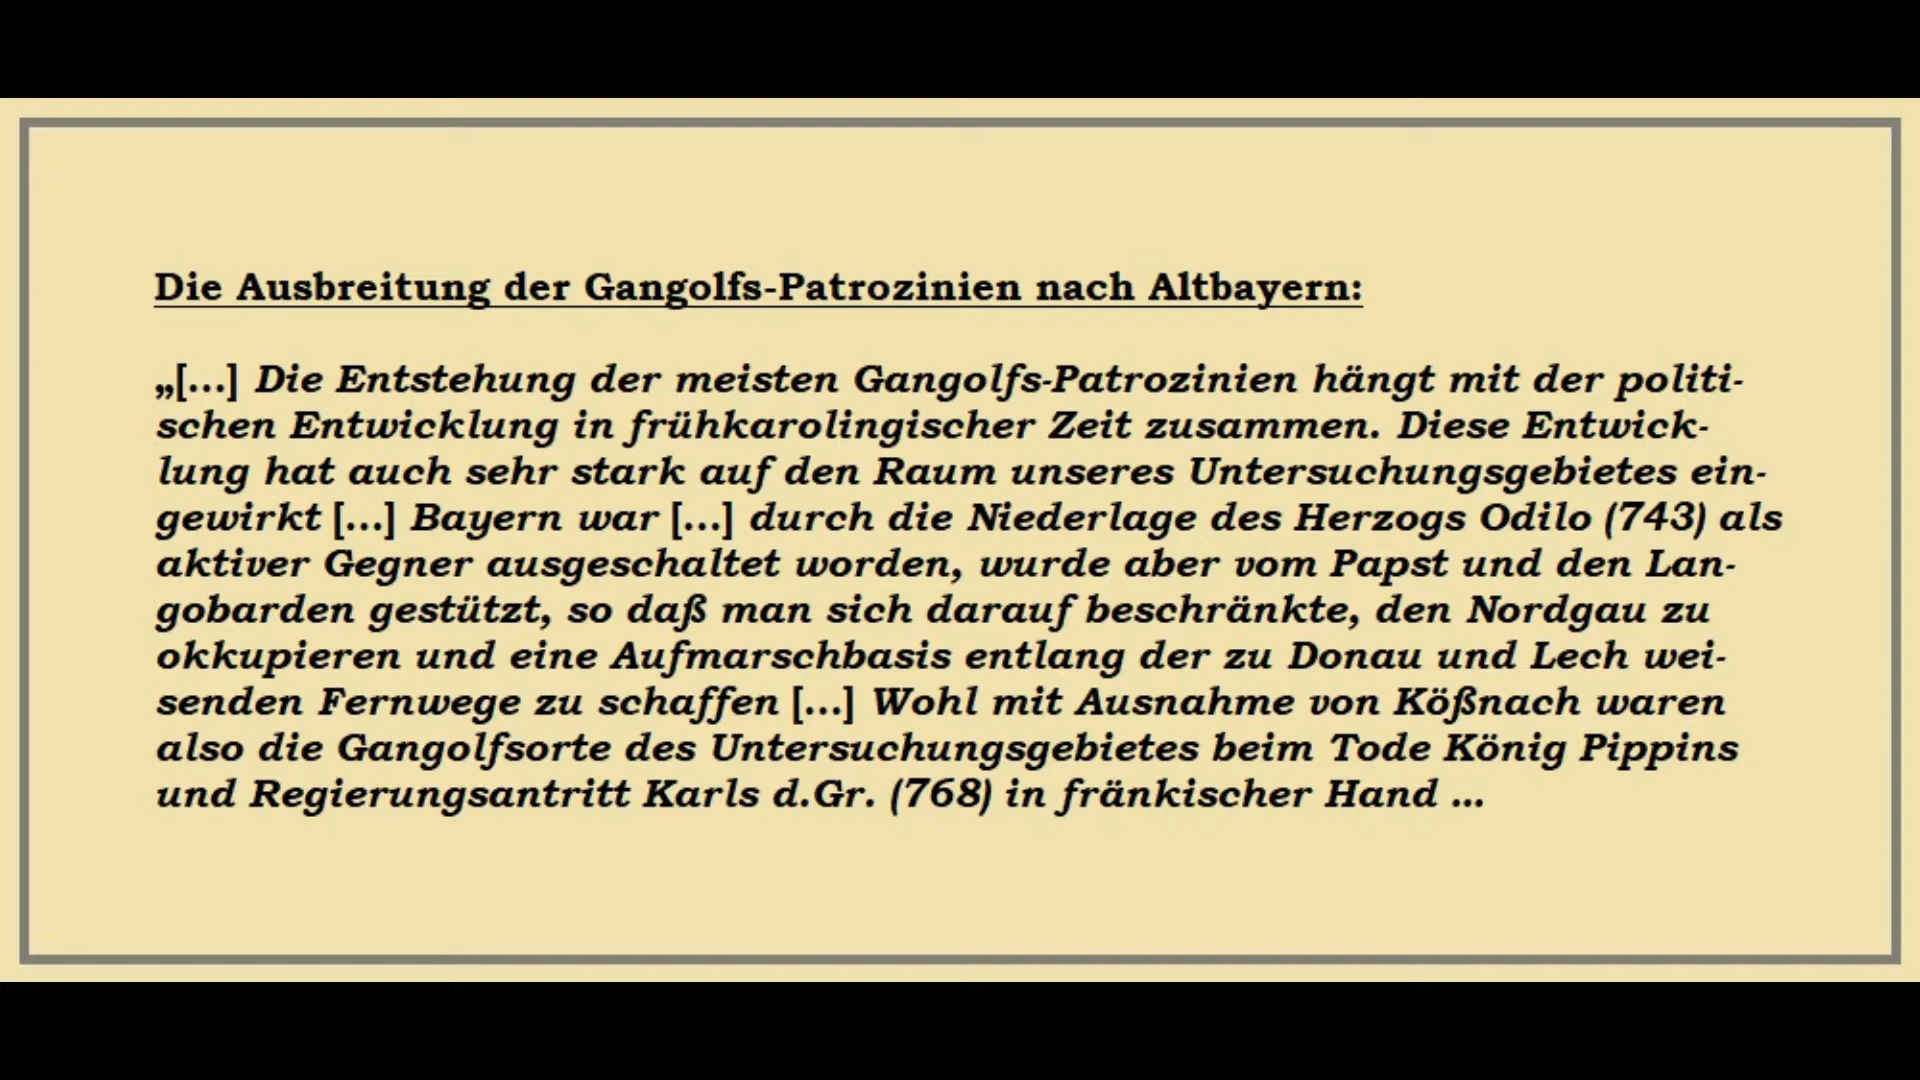 Die Ausbreitung der Gangolfs-Patrozinien nach Altbayern:
„[...] Die Entstehung der meisten Gangolfs-Patrozinien hängt mit der politi-
schen Entwicklung in frühkarolingischer Zeit zusammen. Diese Entwick-
lung hat auch sehr stark auf den Raum unseres Untersuchungsgebietes ein-
gewirkt [...] Bayern war [...] durch die Niederlage des Herzogs Odilo (743) als
aktiver Gegner ausgeschaltet worden, wurde aber vom Papst und den Lan-
gobarden gestützt, so daß man sich darauf beschränkte, den Nordgau zu
okkupieren und eine Aufmarschbasis entlang der zu Donau und Lech wei-
senden Fernwege zu schaffen [...] Wohl mit Ausnahme von Kößnach waren
also die Gangolfsorte des Untersuchungsgebietes beim Tode König Pippins
und Regierungsantritt Karls d.Gr. (768) in fränkischer Hand ...